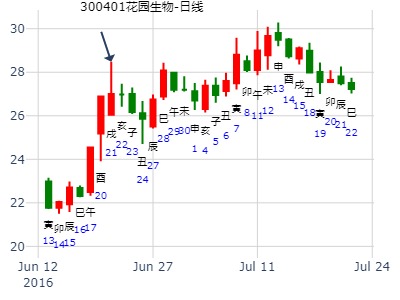 300401花园生物-日线
30
28
26
24
22
20
寅
13
卯
14
辰
15
巳
16
午
17
酉
20
戌
21
亥
22
子
23
丑
24
辰
27
巳
28
午
29
未
30
申
1
亥
4
子
5
丑
6
寅
7
卯
8
午
11
未
12
申
13
酉
14
戌
15
丑
18
寅
19
卯
20
辰
21
巳
22
Jun 12
2016
Jun 27
Jul 11
Jul 24